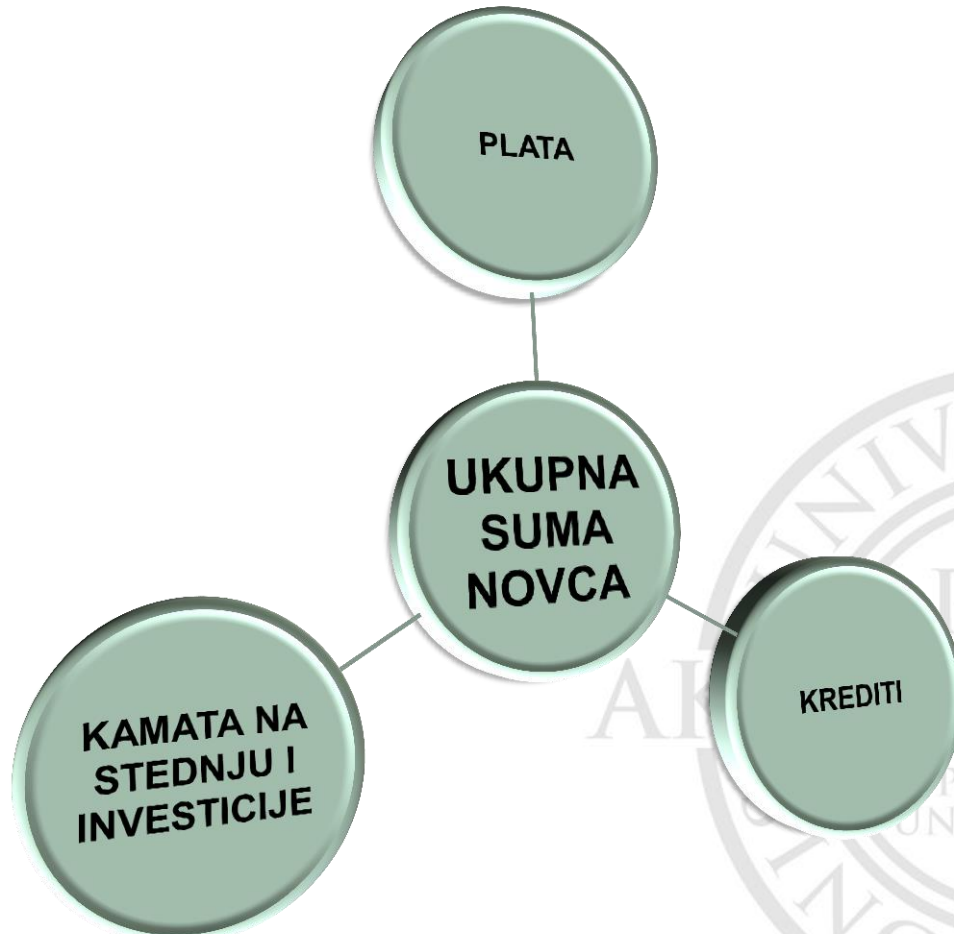 PLATA
UKUPNA
SUMA
NOVCA
KREDITI
KAMATA NA
STEDNJU I
INVESTICIJE